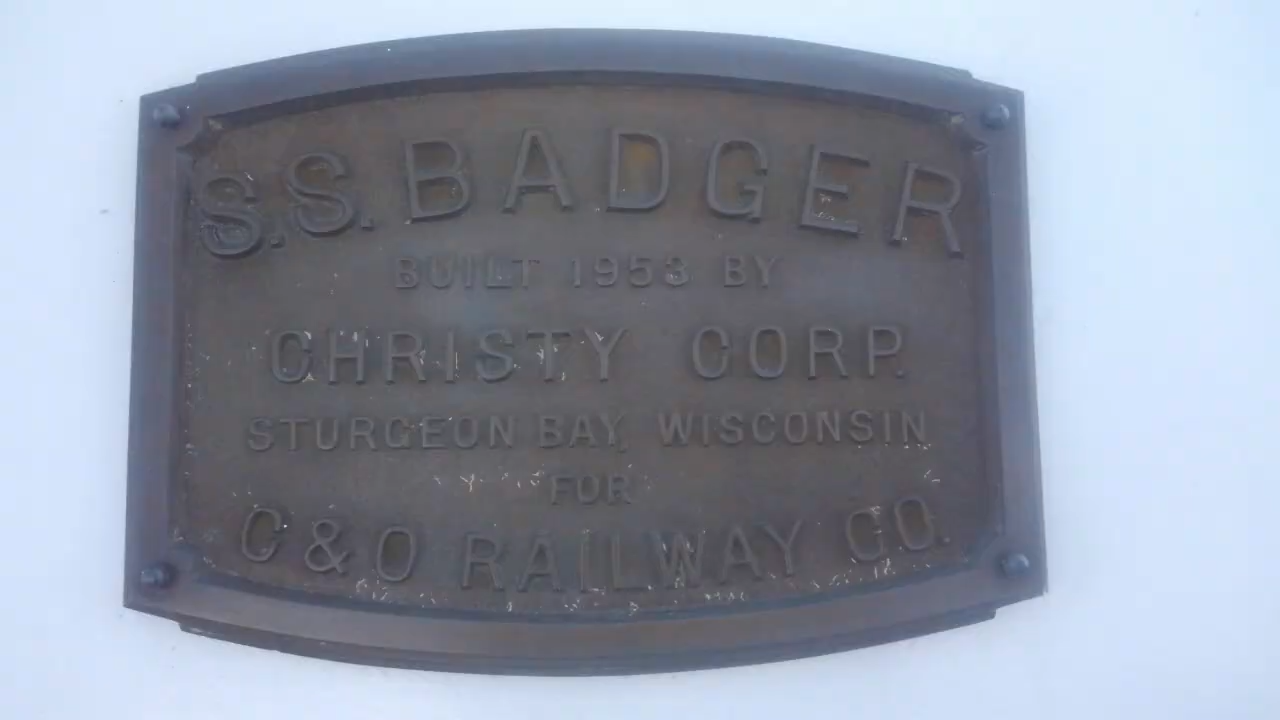 S.S. BADGER
BUILT 1953 BY
CHRISTY CORP.
STURGEON BAY, WISCONSIN
FOR
C&O RAILWAY CO.